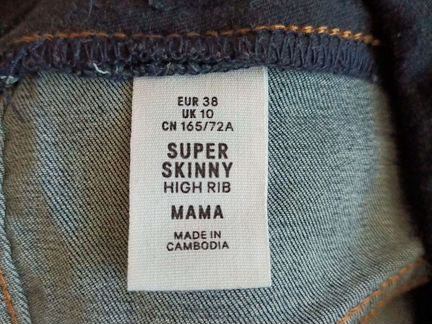 EUR 38
UK 10
CN 165/72A
SUPER
SKINNY
HIGH RIB
MAMA
MADE IN
CAMBODIA